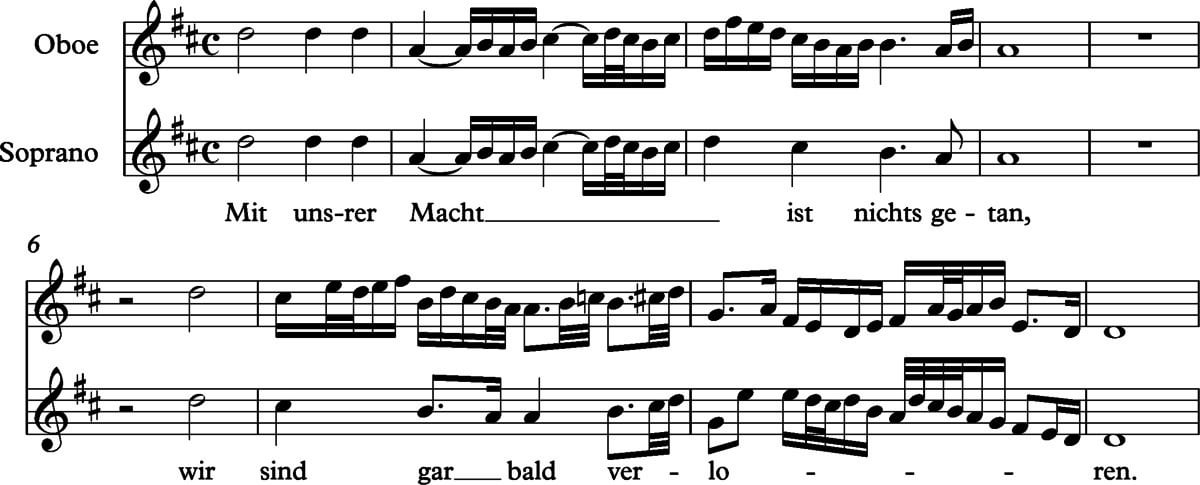 Oboe
Soprano
Mit uns-rer Macht ist nichts ge - tan,
6
wir sind gar bald ver - lo - - - - ren.